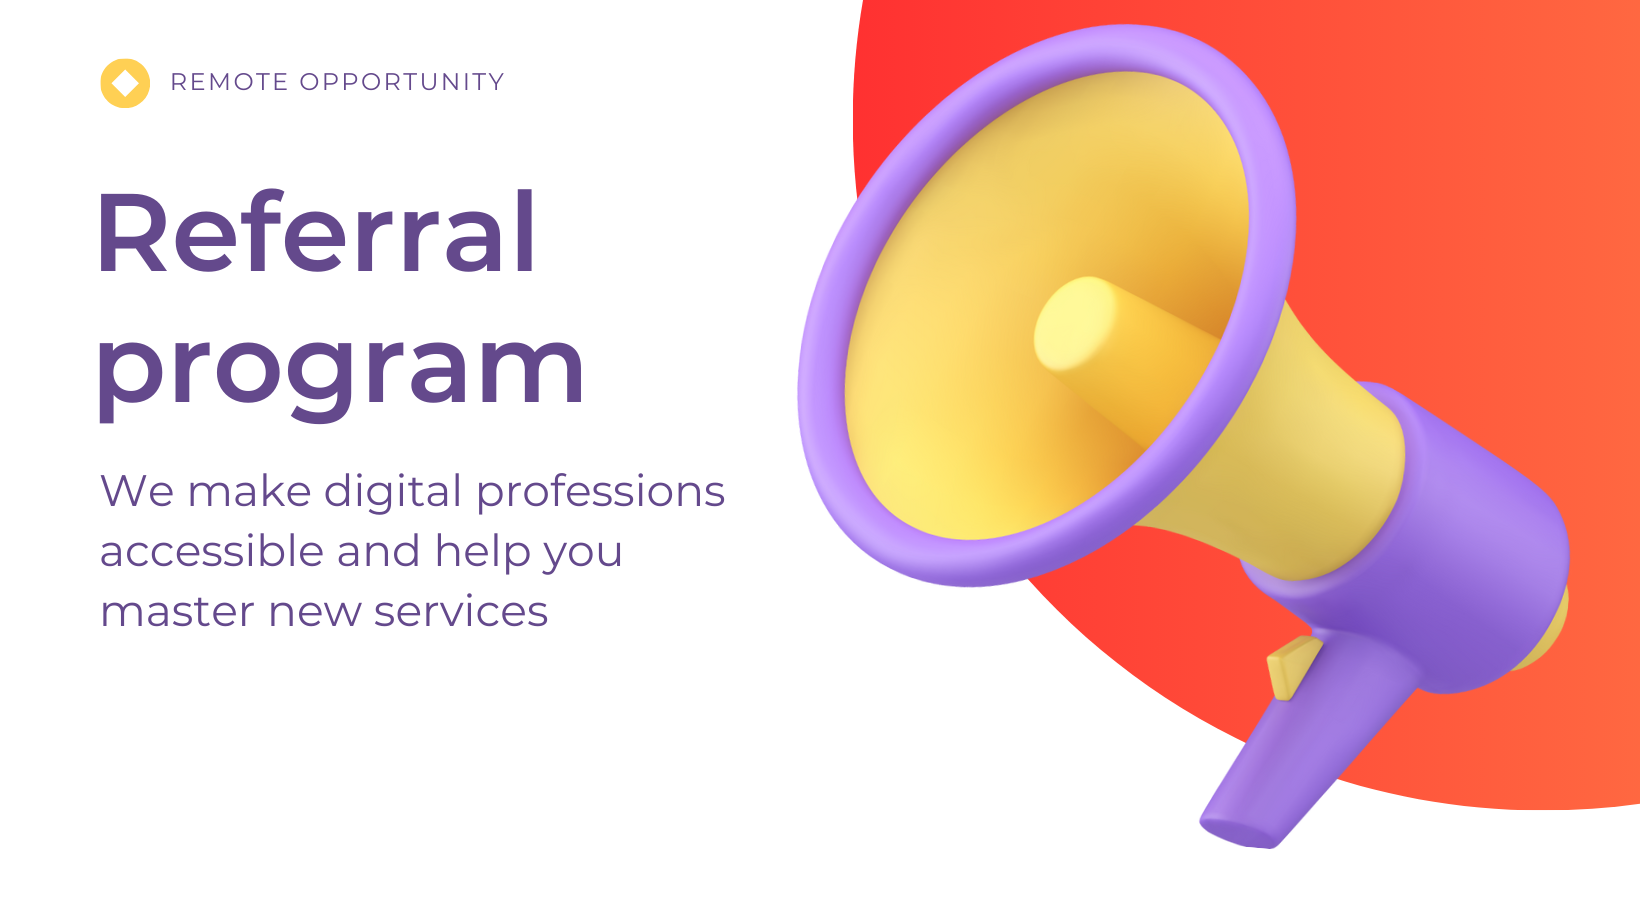 REMOTE OPPORTUNITY
Referral
program
We make digital professions
accessible and help you
master new services